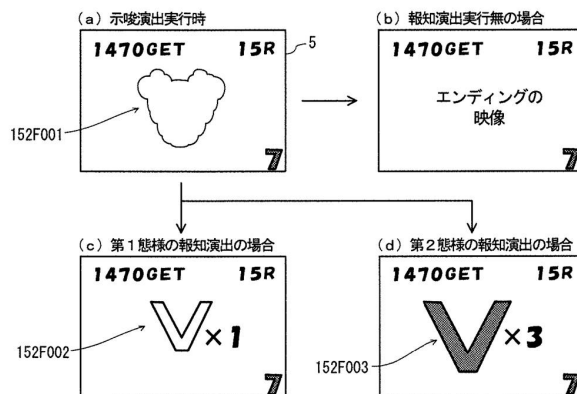 (a) 示唆演出実行時
(b) 報知演出実行無の場合
1470GET 15R
5
1470GET 15R
エンディングの
映像
152F001
7
7
(c) 第1態様の報知演出の場合
(d) 第2態様の報知演出の場合
1470GET 15R
1470GET 15R
V×1
V×3
152F002
152F003
7
7